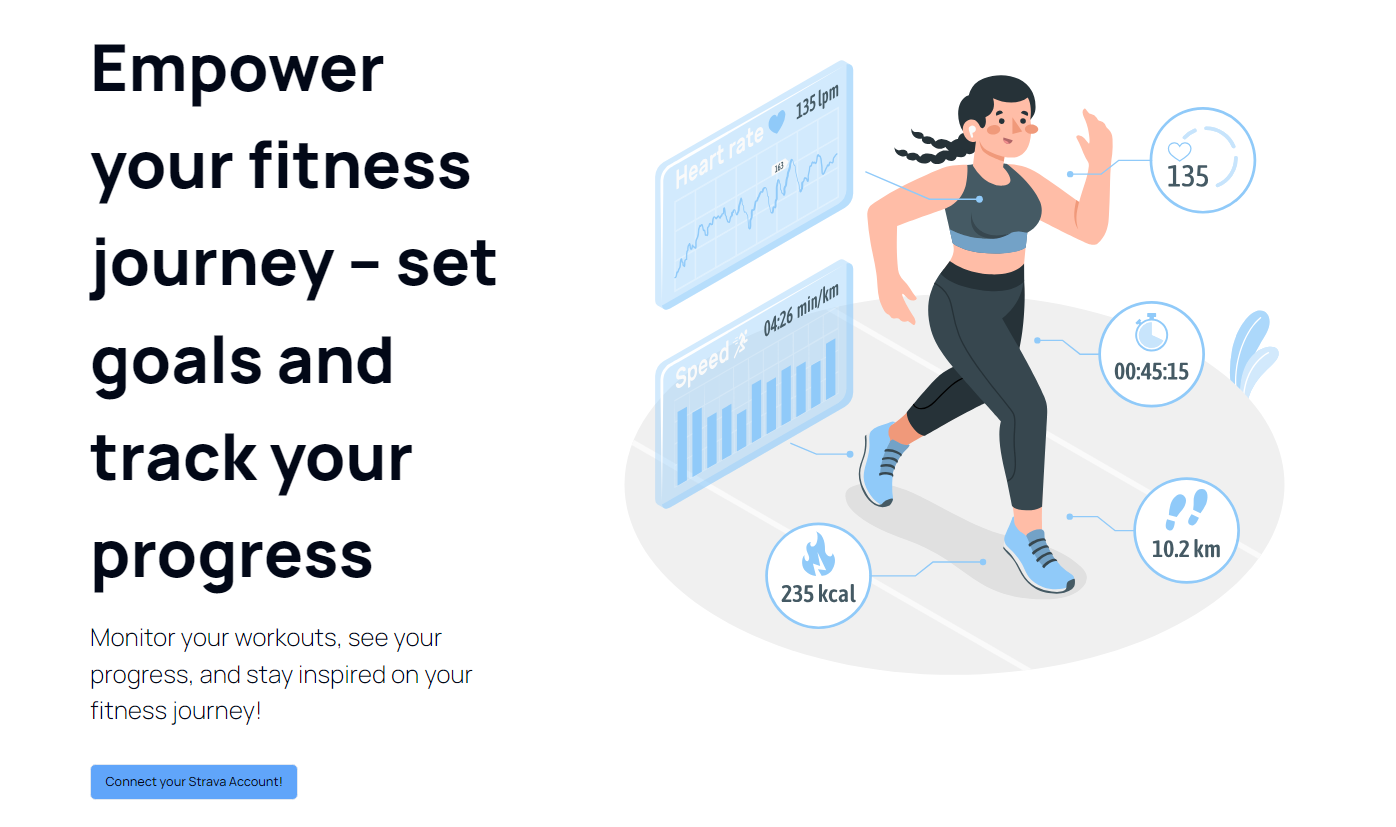 Empower
your fitness
journey – set
goals and
track your
progress
Monitor your workouts, see your
progress, and stay inspired on your
fitness journey!
Connect your Strava Account!
Heart rate 135 lpm
163
Speed 04:26 min/km
135
00:45:15
10.2 km
235 kcal